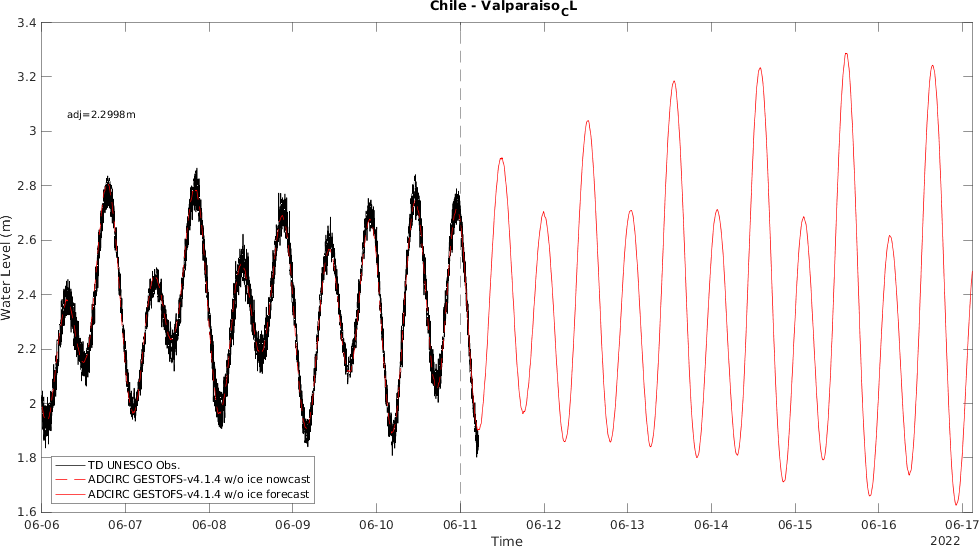 Chile - Valparaiso_CL
3.4
3.2
3
2.8
2.6
2.4
2.2
2
1.8
1.6
Water Level (m)
adj=2.2998m
TD UNESCO Obs.
ADCIRC GESTOFS-v4.1.4 w/o ice nowcast
ADCIRC GESTOFS-v4.1.4 w/o ice forecast
06-06 06-07 06-08 06-09 06-10 06-11 06-12 06-13 06-14 06-15 06-16 06-17
Time
2022